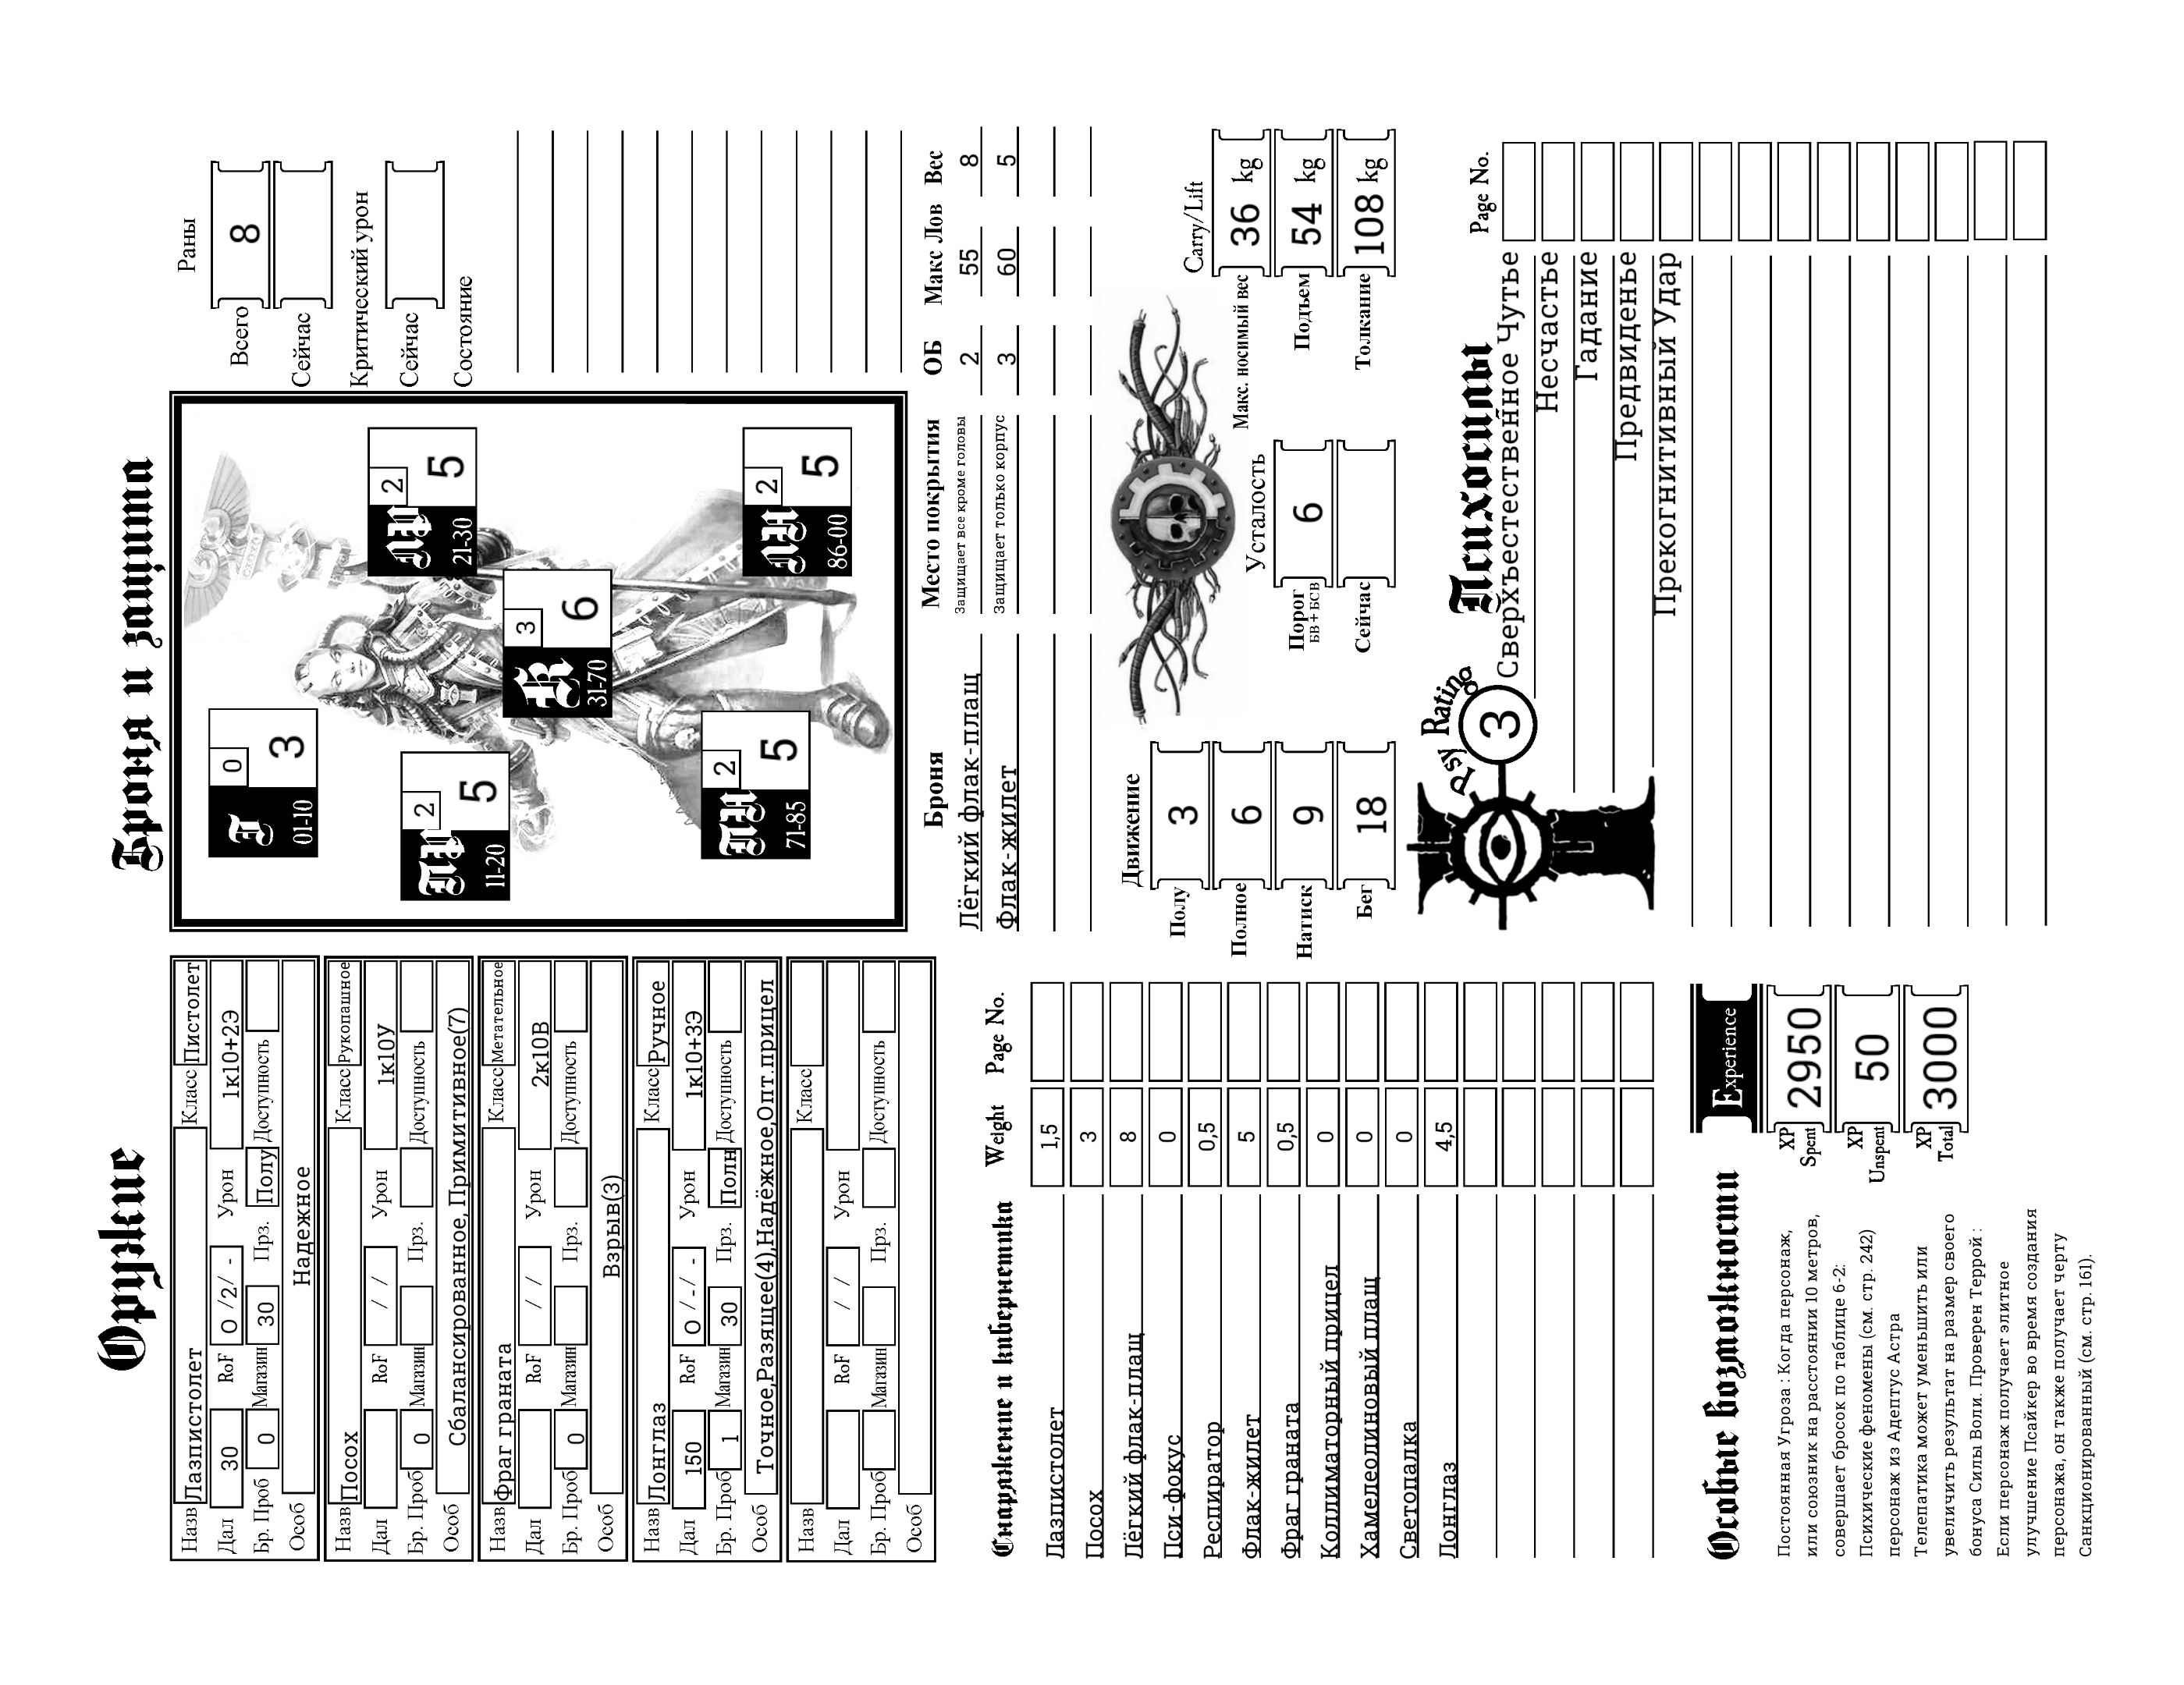 Оружие
Назв Лазпистолет Класс Пистолет
Дал 30 RoF О /2/ - Урон 1к10+2Э
Бр. Проб 0 Магазин 30 Прз. Полу Доступность
Особ Надежное
Назв Посох Класс Рукопашное
Дал RoF / / Урон 1к10У
Бр. Проб 0 Магазин Прз. Доступность
Особ Сбалансированное, Примитивное(7)
Назв Фраг граната Класс Метательное
Дал RoF / / Урон 2к10В
Бр. Проб 0 Магазин Прз. Доступность
Особ Взрыв(3)
Назв Лонглаз Класс Ручное
Дал 150 RoF О / - / - Урон 1к10+3Э
Бр. Проб 1 Магазин 30 Прз. Полн Доступность
Особ Точное,Разящее(4),Надёжное,Опт.прицел
Назв Класс
Дал RoF / / Урон
Бр. Проб Магазин Прз. Доступность
Особ
Снаряжение и кибернетика Weight Page No.
Лазпистолет 1,5
Посох 3
Лёгкий флак-плащ 8
Пси-фокус 0
Респиратор 0,5
Флак-жилет 5
Фраг граната 0,5
Коллиматорный прицел 0
Хамелеолиновый плащ 0
Светопалка 0
Лонглаз 4,5
Особые возможности
Постоянная Угроза : Когда персонаж,
или союзник на расстоянии 10 метров,
совершает бросок по таблице 6-2:
Психические феномены (см. стр. 242)
персонаж из Адептус Астра
Телепатика может уменьшить или
увеличить результат на размер своего
бонуса Силы Воли. Проверен Террой :
Если персонаж получает элитное
улучшение Псайкер во время создания
персонажа, он также получает черту
Санкционированный (см. стр. 161).
Experience
XP Spent 2950
XP Unspent 50
XP Total 3000
Броня и защита
01-10 0 3
11-20 2 5
21-30 2 5
31-70 3 6
71-85 2 5
86-00 2 5
Раны
Всего 8
Сейчас
Критический урон
Сейчас
Состояние
Броня Место покрытия ОБ Макс Лов Вес
Лёгкий флак-плащ Защищает все кроме головы 2 55 8
Флак-жилет Защищает только корпус 3 60 5
Движение
Полу 3
Полное 6
Натиск 9
Бег 18
Усталость
Порог БВ + БСВ 6
Сейчас
Carry/Lift
Макс. носимый вес 36 kg
Подъем 54 kg
Толкание 108 kg
Psy Rating 3
Психосилы Page No.
Сверхъестественное Чутье
Несчастье
Гадание
Предвиденье
Прекогнитивный Удар